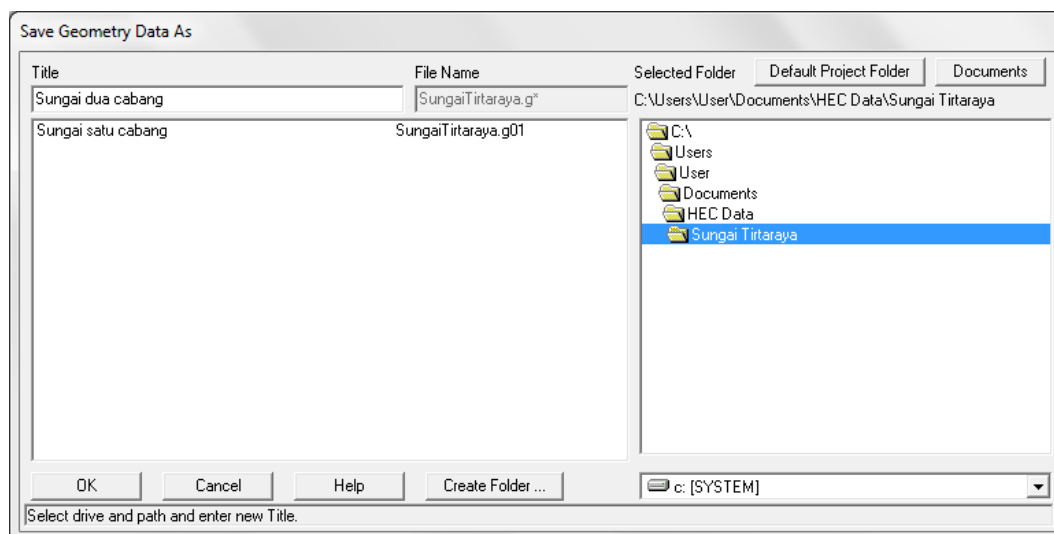 Save Geometry Data As
Title File Name Selected Folder Default Project Folder Documents
Sungai dua cabang SungaiTirtaraya.g* C:\Users\User\Documents\HEC Data\Sungai Tirtaraya
Sungai satu cabang SungaiTirtaraya.g01
C:\
Users
User
Documents
HEC Data
Sungai Tirtaraya
OK Cancel Help Create Folder ... c: [SYSTEM]
Select drive and path and enter new Title.